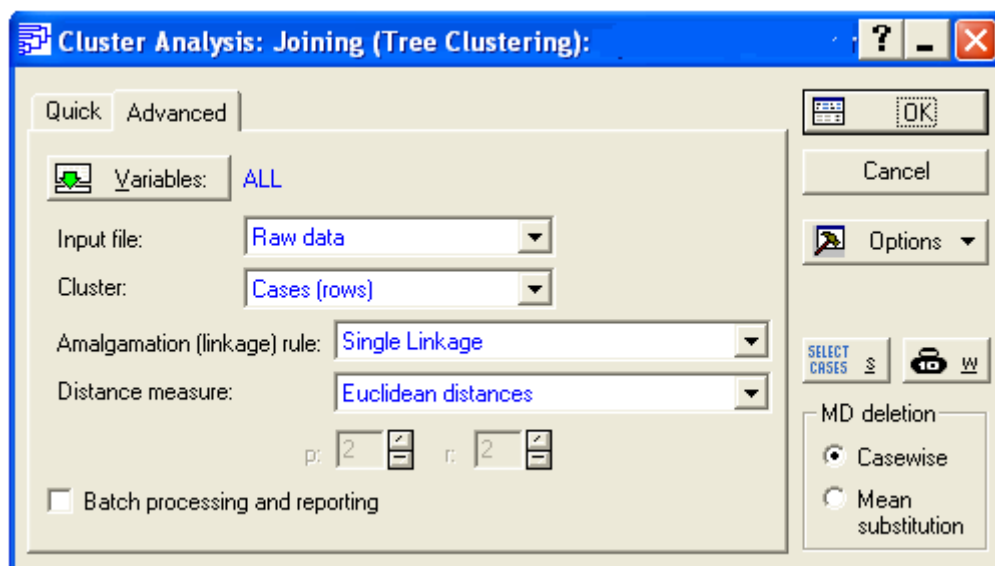 Cluster Analysis: Joining (Tree Clustering):
Quick Advanced
Variables: ALL
Input file: Raw data
Cluster: Cases (rows)
Amalgamation (linkage) rule: Single Linkage
Distance measure: Euclidean distances
p: 2 r: 2
Batch processing and reporting
OK
Cancel
Options
SELECT
CASES S W
MD deletion
Casewise
Mean
substitution